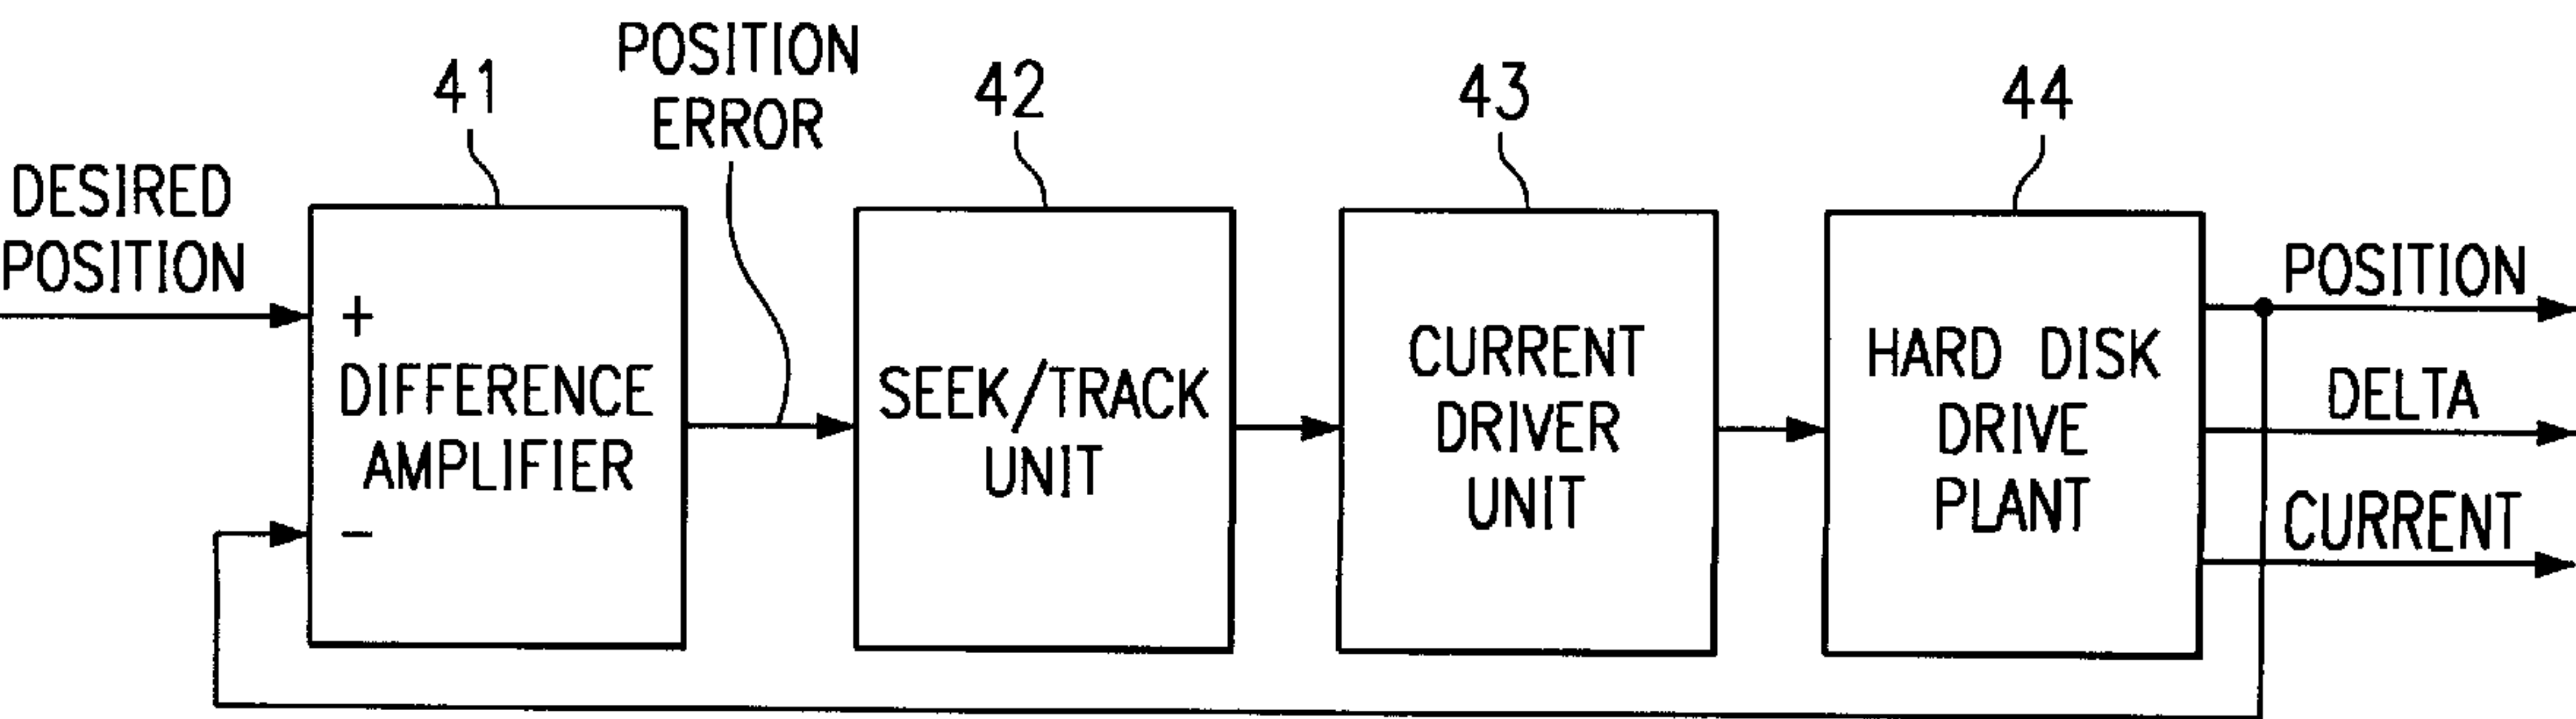 DESIRED
POSITION
41
+
DIFFERENCE
AMPLIFIER
−
POSITION
ERROR
42
SEEK/TRACK
UNIT
43
CURRENT
DRIVER
UNIT
44
HARD DISK
DRIVE
PLANT
POSITION
DELTA
CURRENT